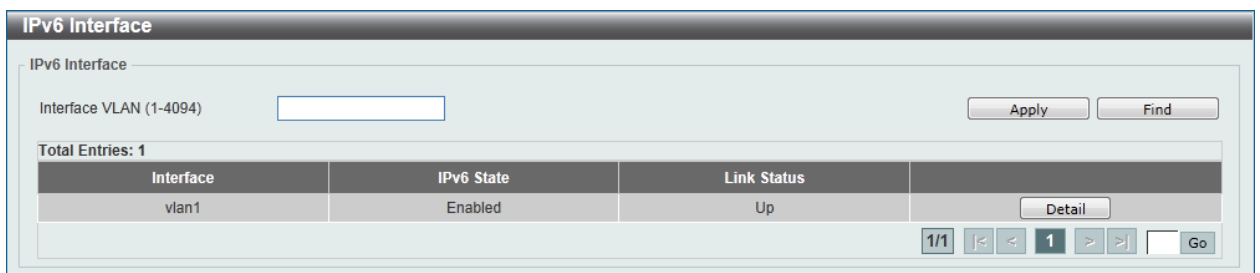 IPv6 Interface
IPv6 Interface
Interface VLAN (1-4094) Apply Find
Total Entries: 1
Interface IPv6 State Link Status
vlan1 Enabled Up Detail
1/1 |< < 1 > >| Go